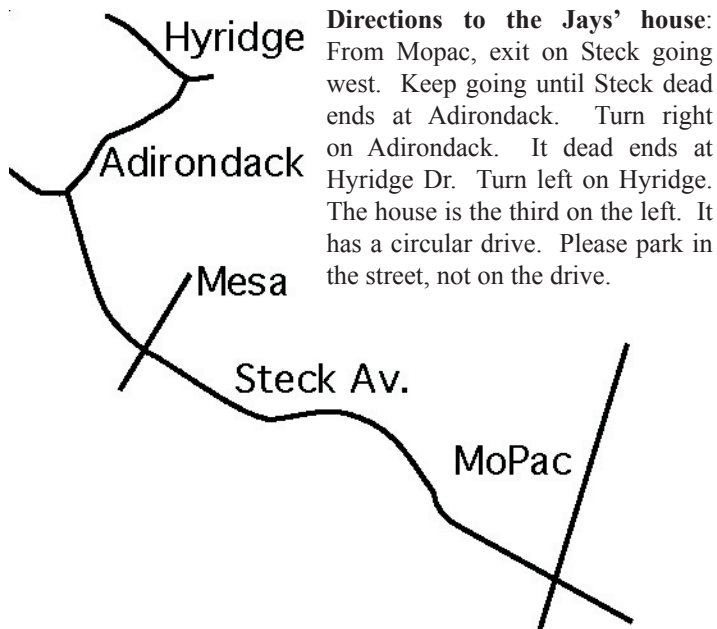 Hyridge
Adirondack
Mesa
Steck Av.
MoPac
Directions to the Jays’ house:
From Mopac, exit on Steck going
west. Keep going until Steck dead
ends at Adirondack. Turn right
on Adirondack. It dead ends at
Hyridge Dr. Turn left on Hyridge.
The house is the third on the left. It
has a circular drive. Please park in
the street, not on the drive.